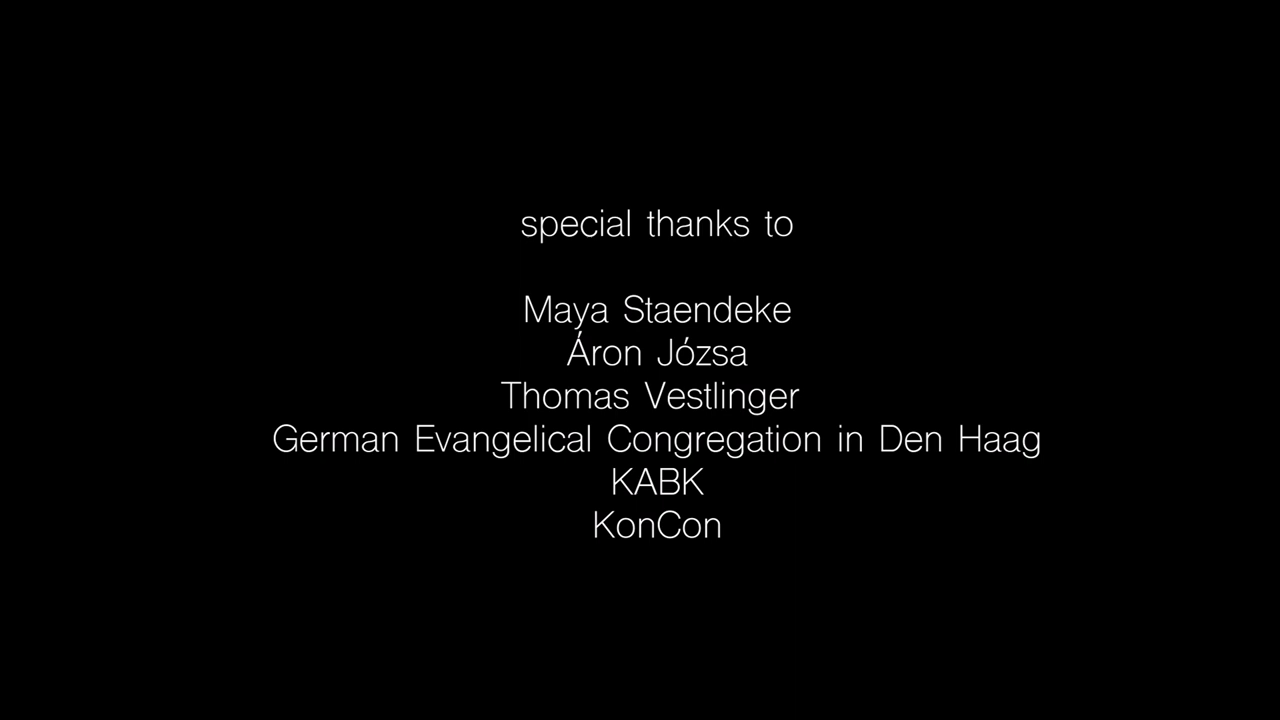 special thanks to
Maya Staendeke
Áron Józsa
Thomas Vestlinger
German Evangelical Congregation in Den Haag
KABK
KonCon